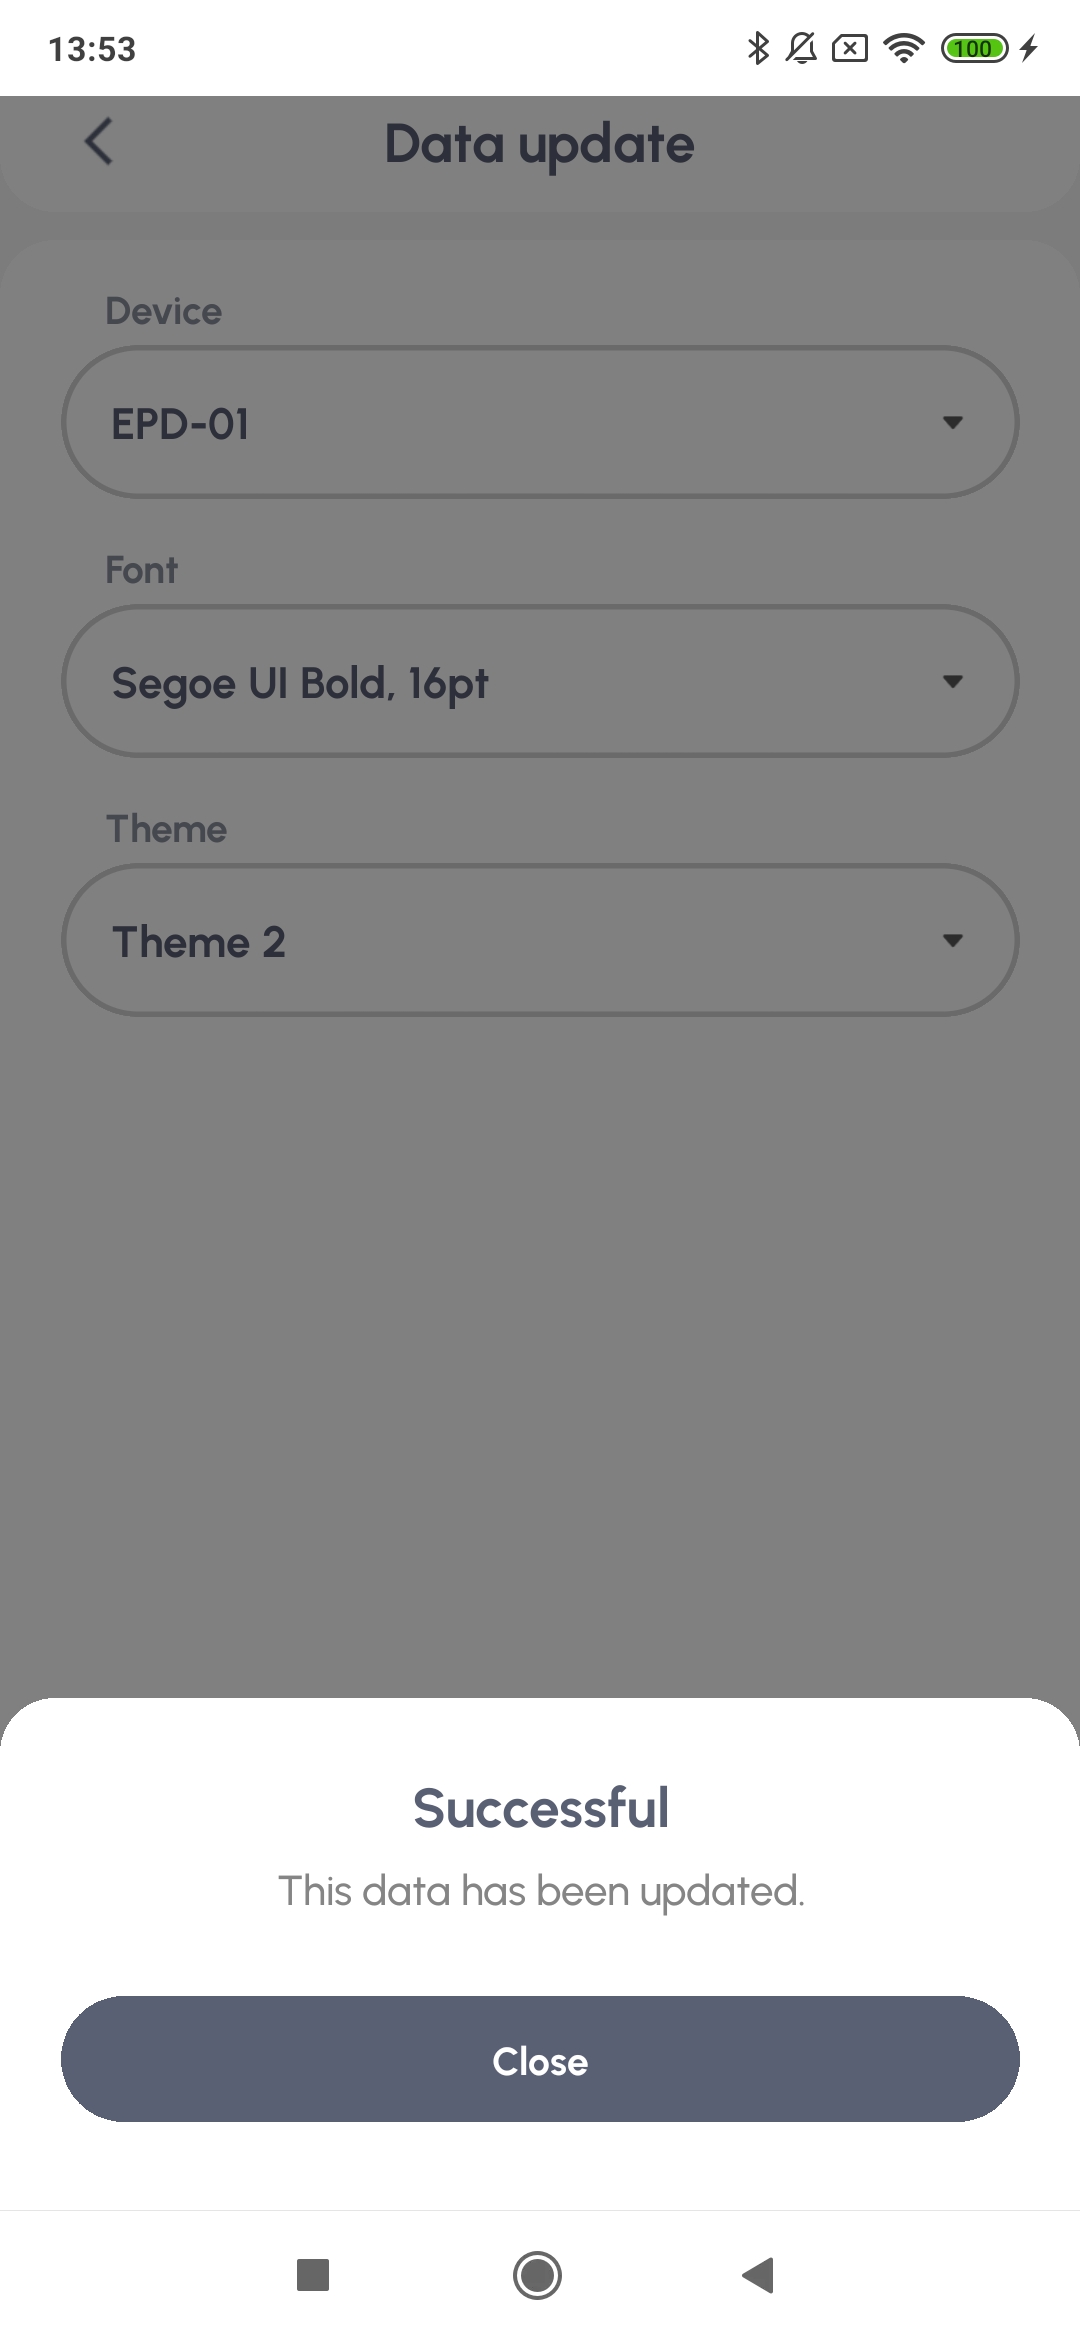 13:53
100
Data update
Device
EPD-01
Font
Segoe UI Bold, 16pt
Theme
Theme 2
Successful
This data has been updated.
Close